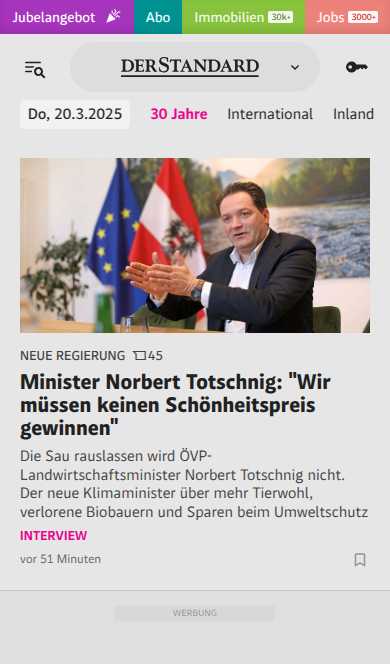 Jubelangebot Abo Immobilien 30k+ Jobs 3000+
DERSTANDARD
Do, 20.3.2025 30 Jahre International Inland
NEUE REGIERUNG 45
Minister Norbert Totschnig: "Wir
müssen keinen Schönheitspreis
gewinnen"
Die Sau rauslassen wird ÖVP-
Landwirtschaftsminister Norbert Totschnig nicht.
Der neue Klimaminister über mehr Tierwohl,
verlorene Biobauern und Sparen beim Umweltschutz
INTERVIEW
vor 51 Minuten
WERBUNG